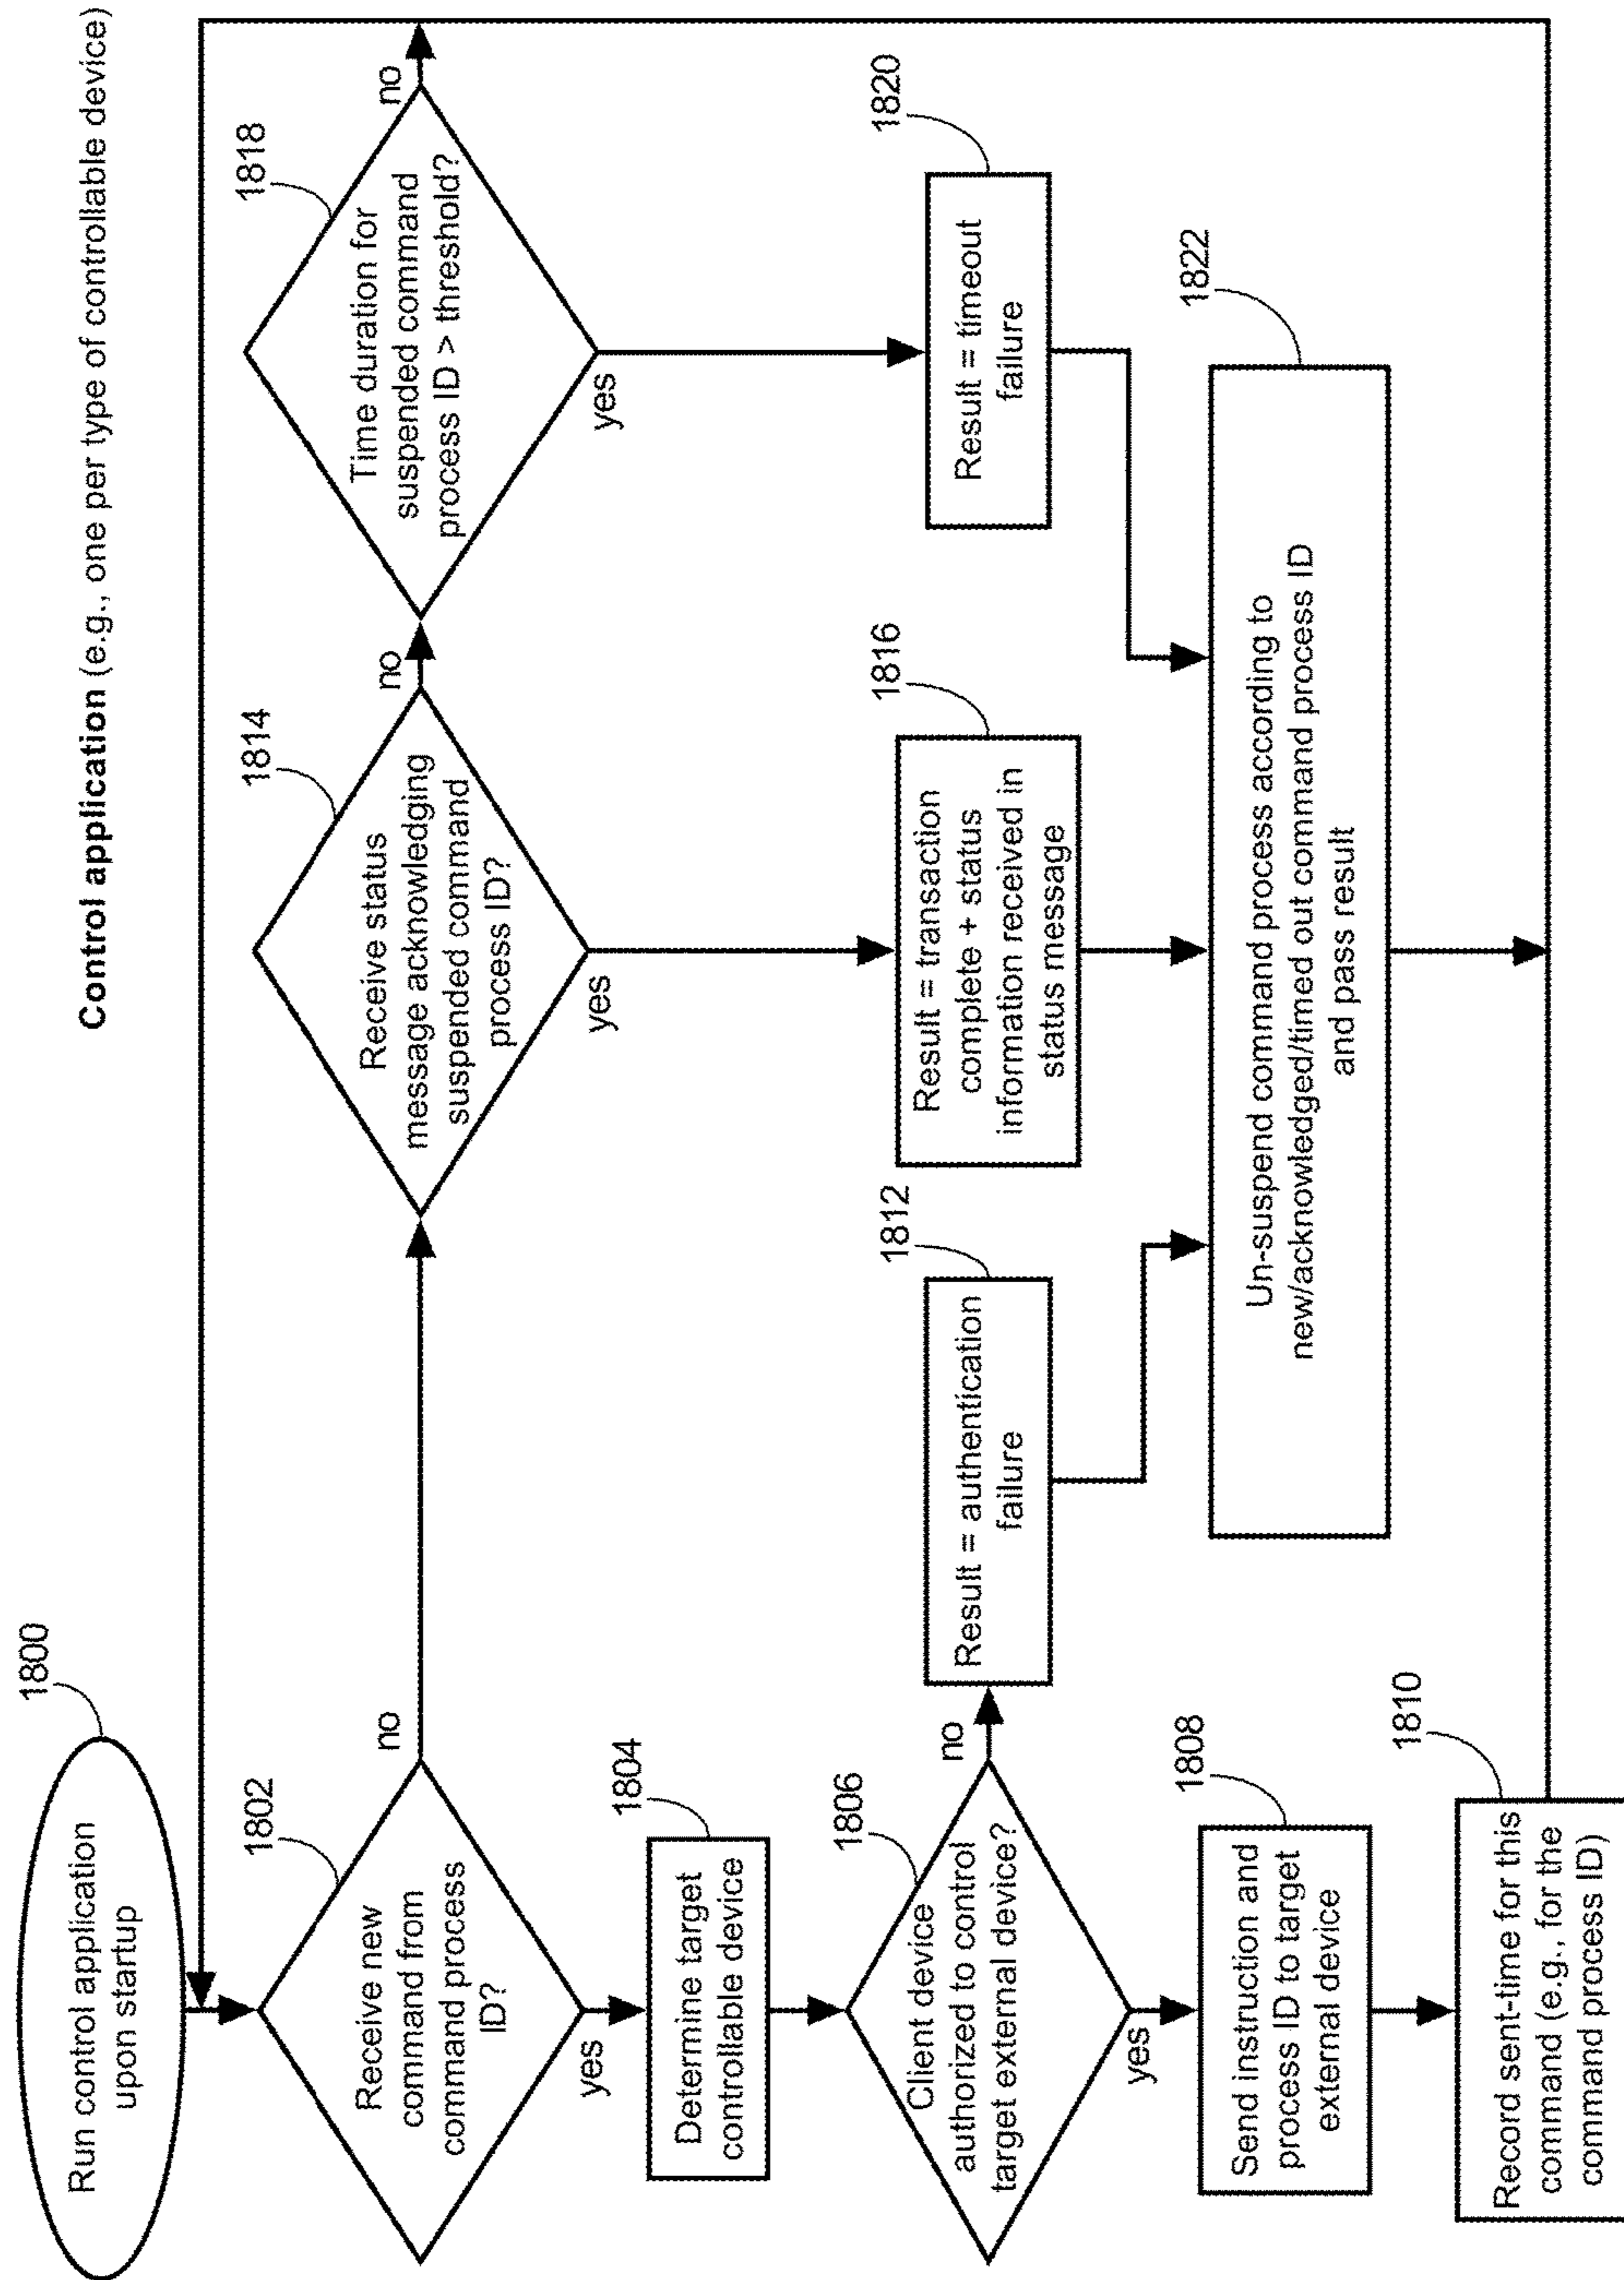 Control application (e.g., one per type of controllable device)
1800
Run control application
upon startup
1802
Receive new
command from
command process
ID?
no
yes
1804
Determine target
controllable device
1806
Client device
authorized to control
target external device?
no
yes
1808
Send instruction and
process ID to target
external device
1810
Record sent-time for this
command (e.g., for the
command process ID)
1812
Result = authentication
failure
1814
Receive status
message acknowledging
suspended command
process ID?
no
yes
1816
Result = transaction
complete + status
information received in
status message
1818
Time duration for
suspended command
process ID > threshold?
no
yes
1820
Result = timeout
failure
1822
Un-suspend command process according to
new/acknowledged/timed out command process ID
and pass result